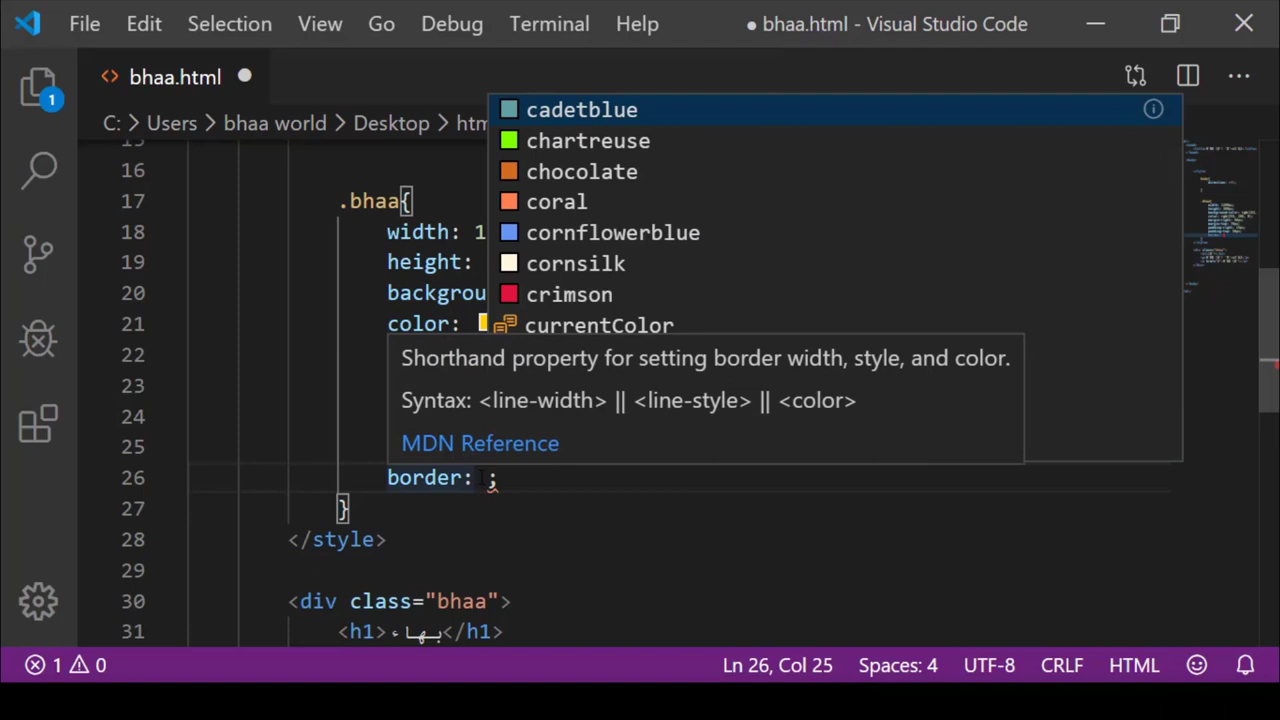 File Edit Selection View Go Debug Terminal Help ● bhaa.html - Visual Studio Code
bhaa.html
1
C: > Users > bhaa world > Desktop > htm
cadetblue
chartreuse
chocolate
coral
cornflowerblue
cornsilk
crimson
currentColor
15
16
17 .bhaa{
18 width: 1
19 height:
20 backgrou
21 color:
22
23
24
25
Shorthand property for setting border width, style, and color.
Syntax: <line-width> || <line-style> || <color>
MDN Reference
26 border: ;
27 }
28 </style>
29
30 <div class="bhaa">
31 <h1>بهاء</h1>
1 0 Ln 26, Col 25 Spaces: 4 UTF-8 CRLF HTML